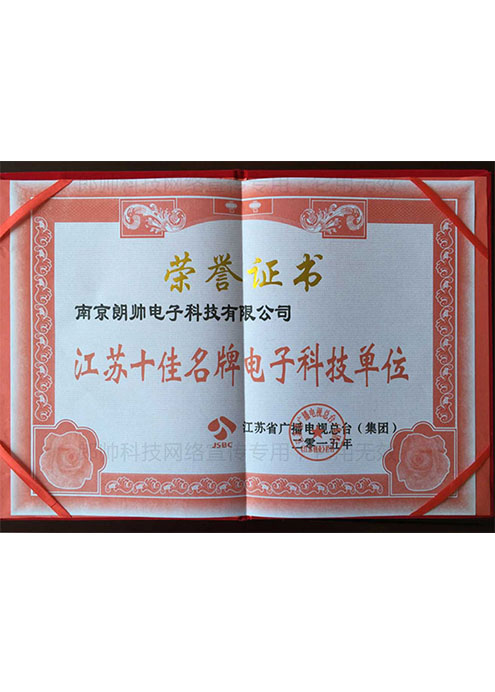 荣誉证书
南京朗帅电子科技有限公司
江苏十佳名牌电子科技单位
JSBC
江苏省广播电视总台（集团）
二零一五年